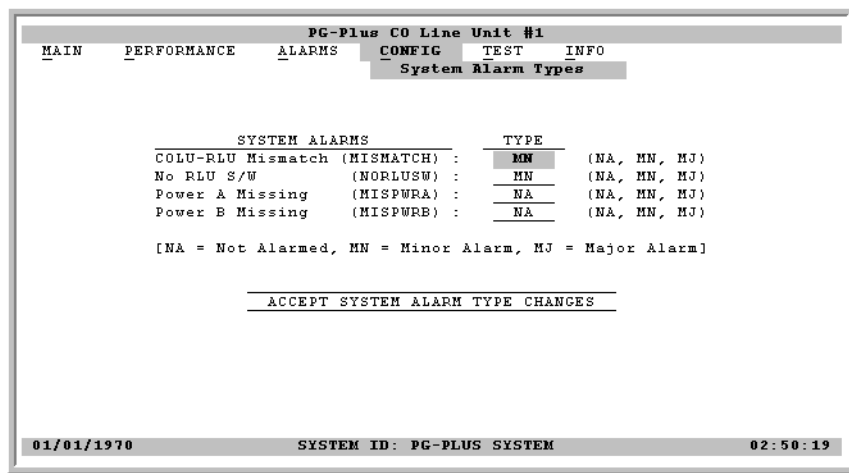 PG-Plus CO Line Unit #1
MAIN PERFORMANCE ALARMS CONFIG TEST INFO
System Alarm Types
SYSTEM ALARMS TYPE
COLU-RLU Mismatch (MISMATCH) : MN (NA, MN, MJ)
No RLU S/W (NORLUSW) : MN (NA, MN, MJ)
Power A Missing (MISPWRA) : NA (NA, MN, MJ)
Power B Missing (MISPWRB) : NA (NA, MN, MJ)
[NA = Not Alarmed, MN = Minor Alarm, MJ = Major Alarm]
ACCEPT SYSTEM ALARM TYPE CHANGES
01/01/1970 SYSTEM ID: PG-PLUS SYSTEM 02:50:19